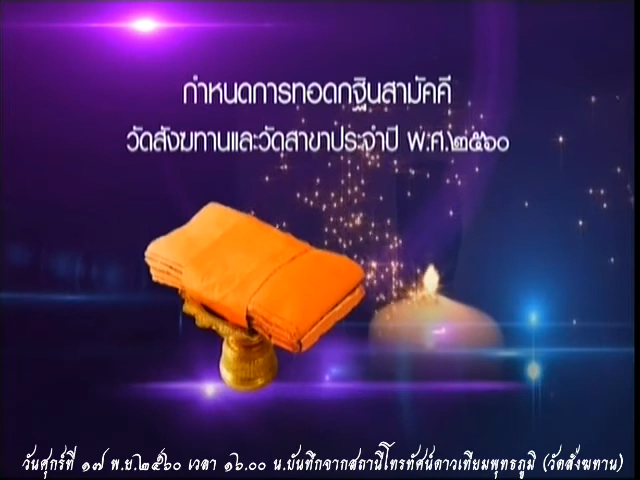 กำหนดการทอดกฐินสามัคคี
วัดสังฆทานและวัดสาขาประจำปี พ.ศ.๒๕๖๐
วันศุกร์ที่ ๑๗ พ.ย.๒๕๖๐ เวลา ๑๖.๐๐ น.บันทึกจากสถานีโทรทัศน์ดาวเทียมพุทธภูมิ (วัดสังฆทาน)